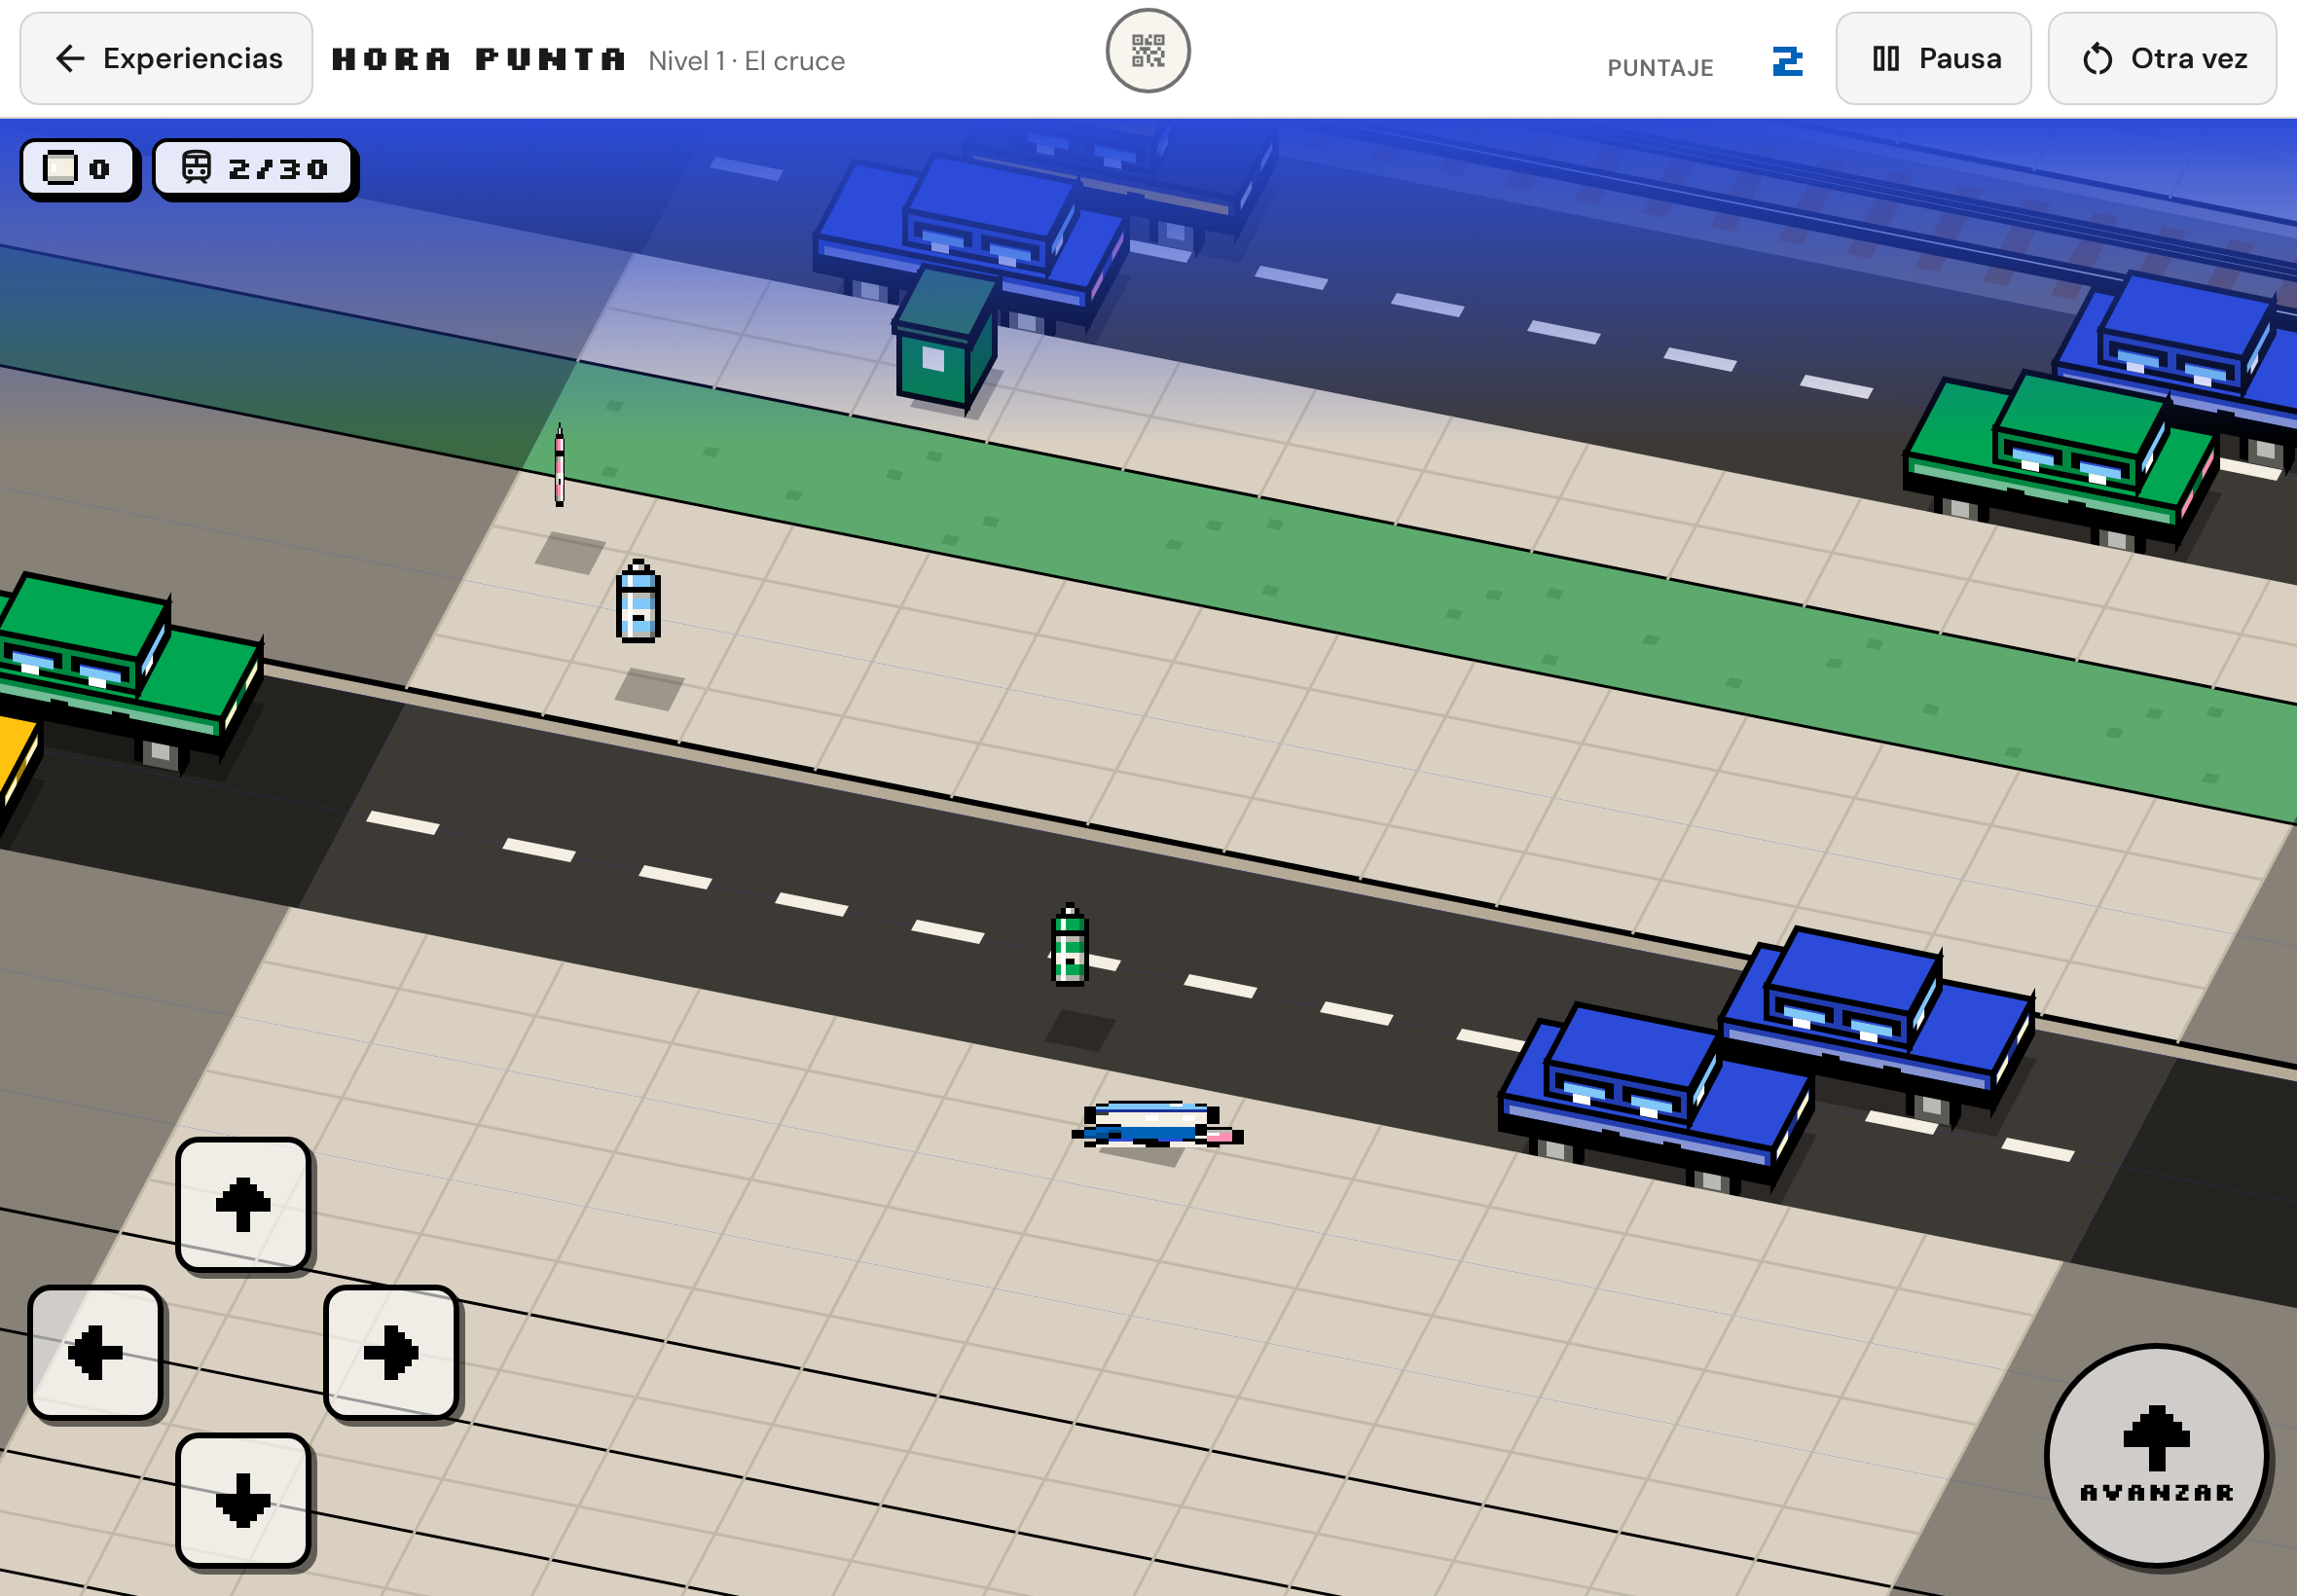 Experiencias
HORA PUNTA
Nivel 1 · El cruce
PUNTAJE
2
Pausa
Otra vez
0
2/30
AVANZAR